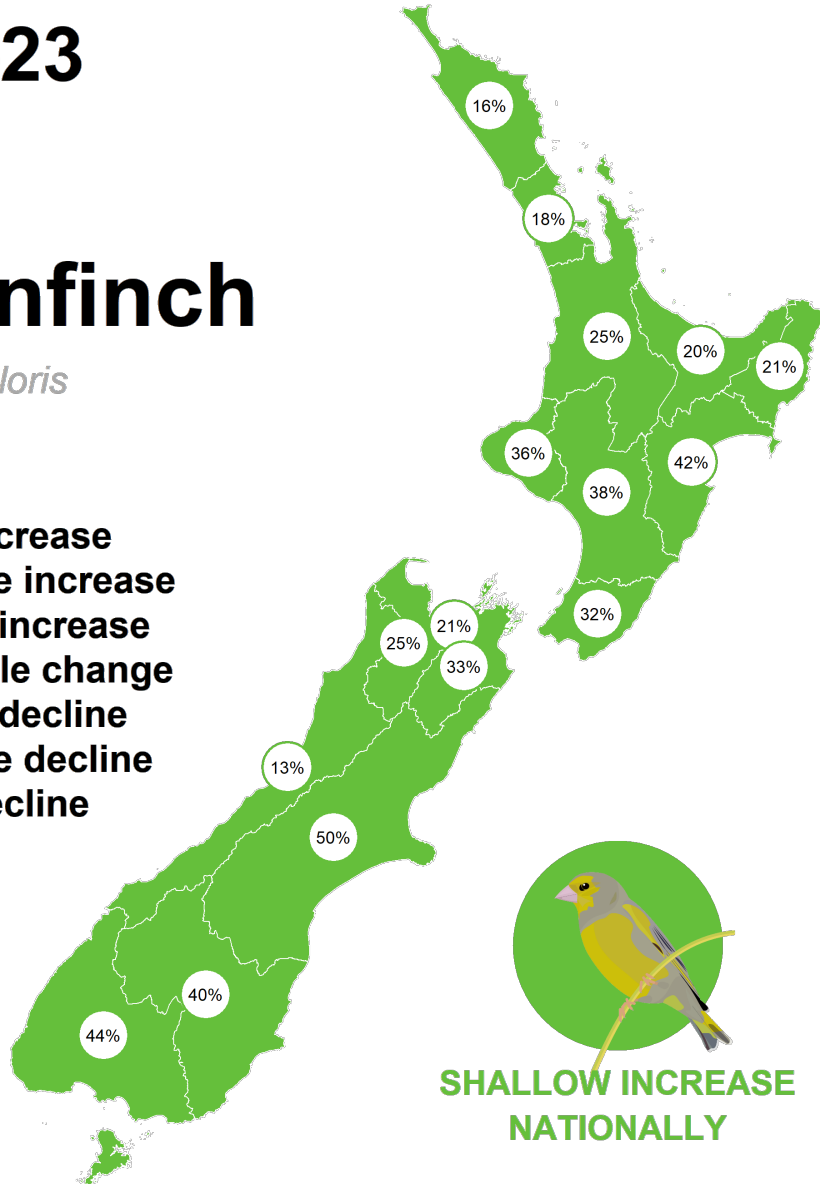 23
nfinch
loris
crease
e increase
increase
le change
decline
e decline
ecline
16%
18%
25%
20%
21%
36%
42%
38%
32%
21%
25%
33%
13%
50%
40%
44%
SHALLOW INCREASE
NATIONALLY